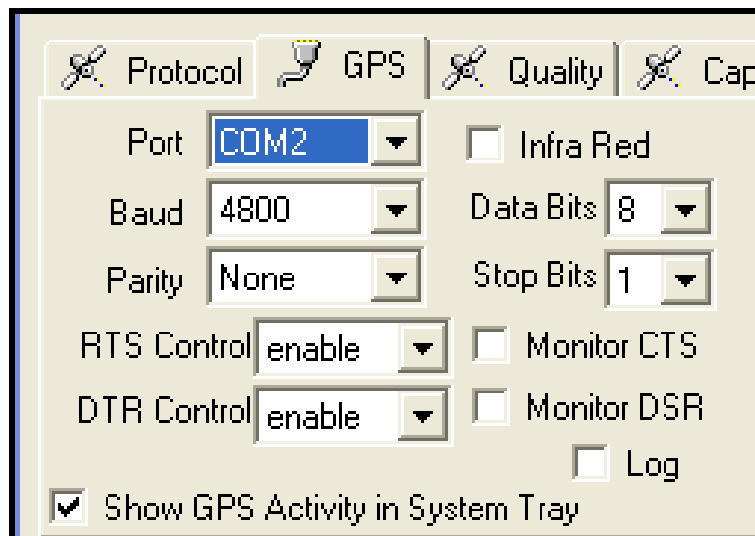 Protocol GPS Quality
Port COM2 Infra Red
Baud 4800 Data Bits 8
Parity None Stop Bits 1
RTS Control enable Monitor CTS
DTR Control enable Monitor DSR
Log
Show GPS Activity in System Tray